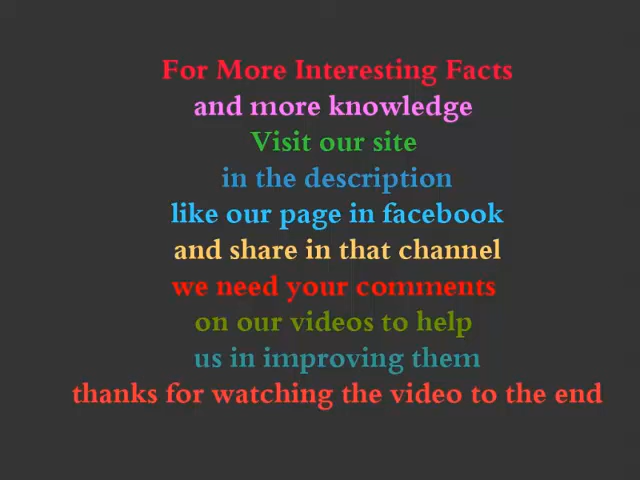 For More Interesting Facts
and more knowledge
Visit our site
in the description
like our page in facebook
and share in that channel
we need your comments
on our videos to help
us in improving them
thanks for watching the video to the end